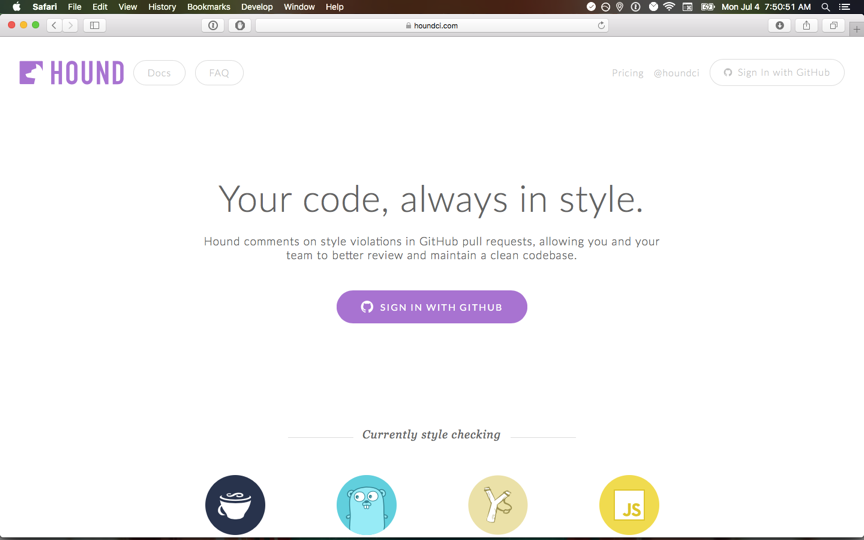 Safari File Edit View History Bookmarks Develop Window Help Mon Jul 4 7:50:51 AM
houndci.com
HOUND Docs FAQ Pricing @houndci Sign In with GitHub
Your code, always in style.
Hound comments on style violations in GitHub pull requests, allowing you and your
team to better review and maintain a clean codebase.
SIGN IN WITH GITHUB
Currently style checking
JS